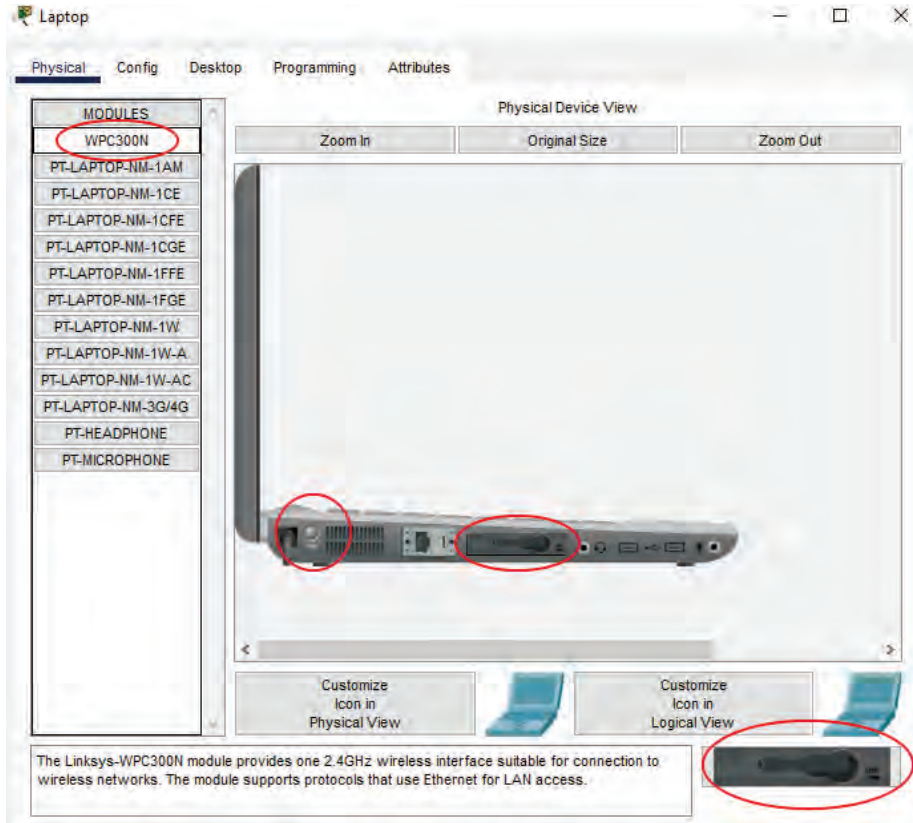 Laptop
Physical Config Desktop Programming Attributes
MODULES
WPC300N
PT-LAPTOP-NM-1AM
PT-LAPTOP-NM-1CE
PT-LAPTOP-NM-1CFE
PT-LAPTOP-NM-1CGE
PT-LAPTOP-NM-1FFE
PT-LAPTOP-NM-1FGE
PT-LAPTOP-NM-1W
PT-LAPTOP-NM-1W-A
PT-LAPTOP-NM-1W-AC
PT-LAPTOP-NM-3G/4G
PT-HEADPHONE
PT-MICROPHONE
Physical Device View
Zoom In Original Size Zoom Out
Customize
Icon in
Physical View
Customize
Icon in
Logical View
The Linksys-WPC300N module provides one 2.4GHz wireless interface suitable for connection to
wireless networks. The module supports protocols that use Ethernet for LAN access.